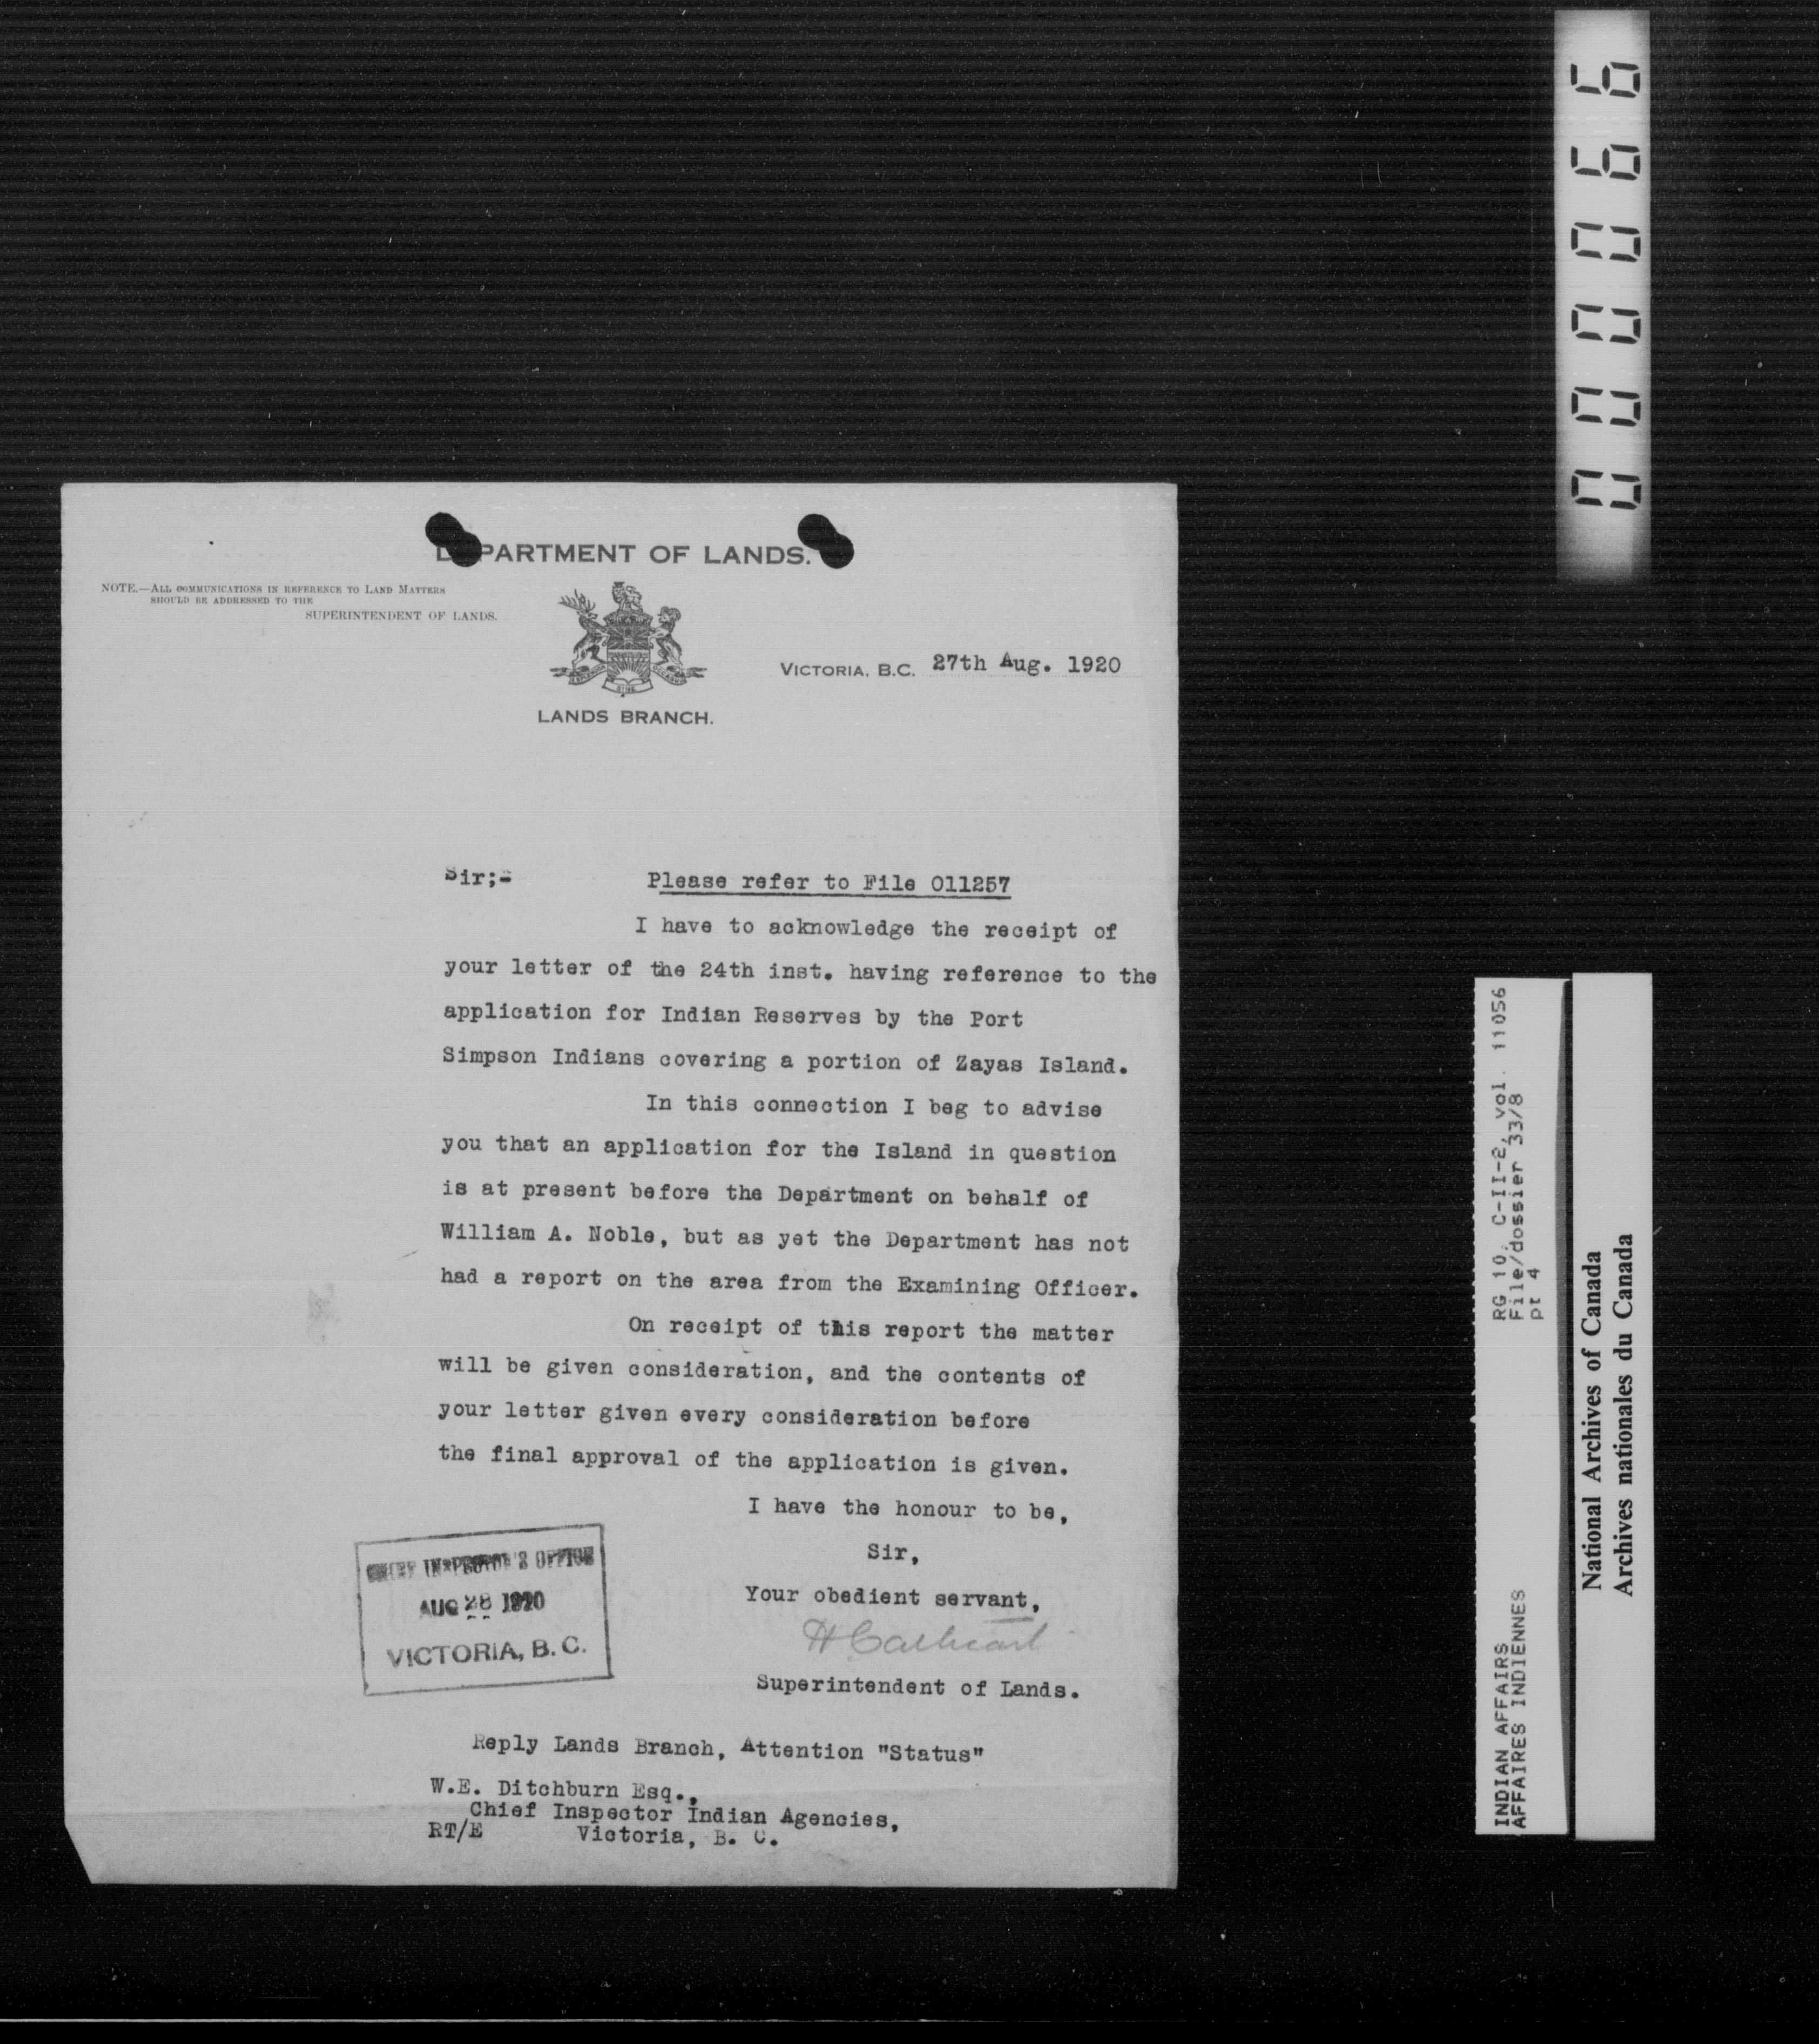 DEPARTMENT OF LANDS.
NOTE.—ALL COMMUNICATIONS IN REFERENCE TO LAND MATTERS
SHOULD BE ADDRESSED TO THE
SUPERINTENDENT OF LANDS.
VICTORIA, B.C. 27th Aug. 1920
LANDS BRANCH.
Sir;- Please refer to File 011257
I have to acknowledge the receipt of
your letter of the 24th inst. having reference to the
application for Indian Reserves by the Port
Simpson Indians covering a portion of Zayas Island.
In this connection I beg to advise
you that an application for the Island in question
is at present before the Department on behalf of
William A. Noble, but as yet the Department has not
had a report on the area from the Examining Officer.
On receipt of this report the matter
will be given consideration, and the contents of
your letter given every consideration before
the final approval of the application is given.
I have the honour to be,
Sir,
Your obedient servant,
H Cathcart
Superintendent of Lands.
CHIEF INSPECTOR'S OFFICE
AUG 28 1920
VICTORIA, B. C.
Reply Lands Branch, Attention "Status"
W.E. Ditchburn Esq.,
Chief Inspector Indian Agencies,
RT/E Victoria, B. C.
000066
RG 10, C-II-2, vol. 11056
File/dossier 33/8
pt 4
INDIAN AFFAIRS
AFFAIRES INDIENNES
National Archives of Canada
Archives nationales du Canada